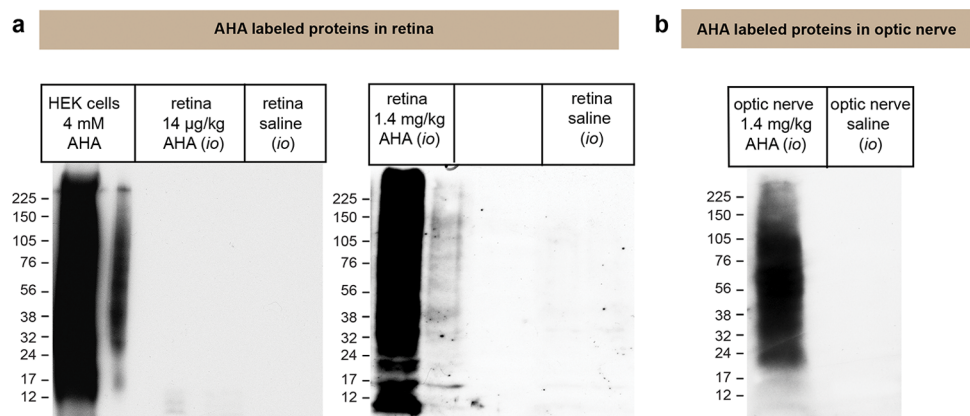 a
AHA labeled proteins in retina
HEK cells
4 mM
AHA
retina
14 µg/kg
AHA (io)
retina
saline
(io)
225
150
105
76
56
38
32
24
17
12
retina
1.4 mg/kg
AHA (io)
retina
saline
(io)
225
150
105
76
56
38
32
24
17
12
b
AHA labeled proteins in optic nerve
optic nerve
1.4 mg/kg
AHA (io)
optic nerve
saline
(io)
225
150
105
76
56
38
32
24
17
12